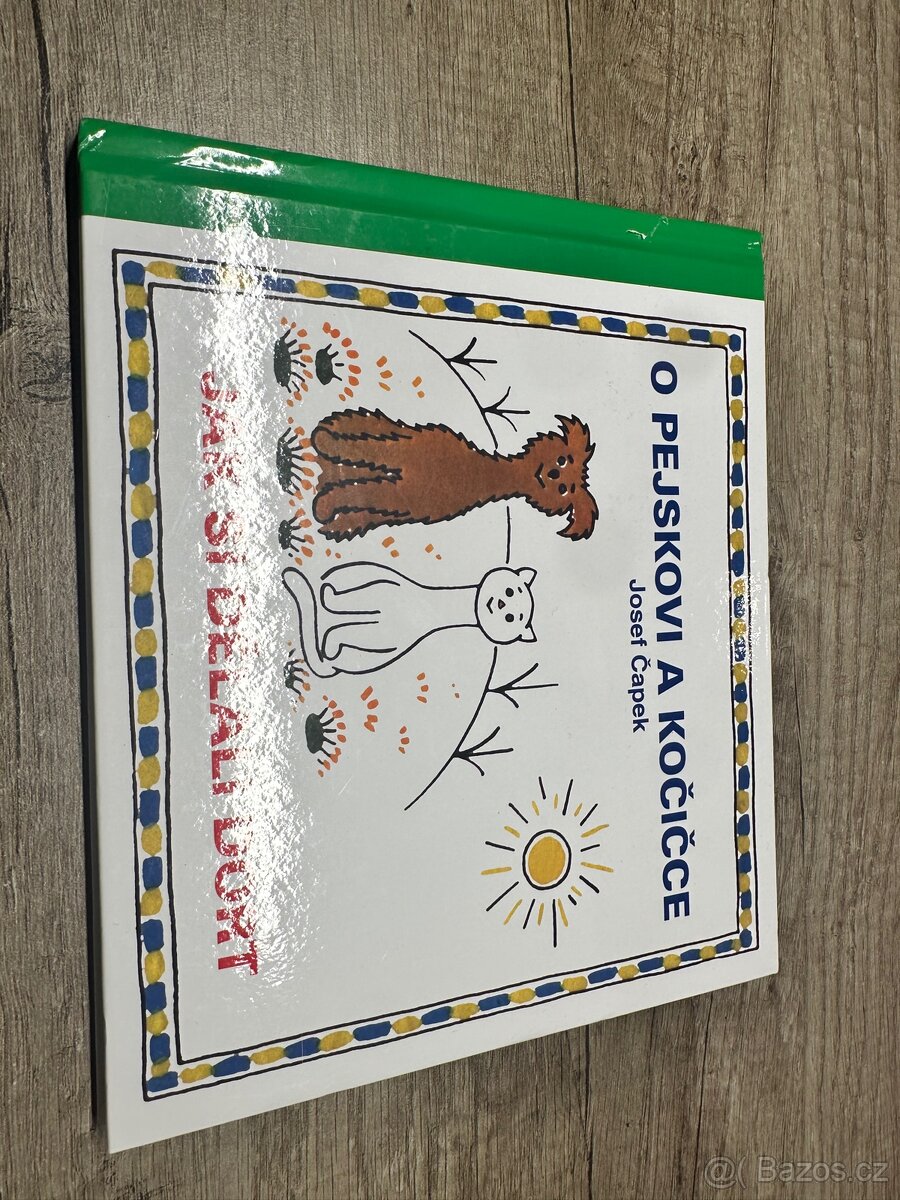 O PEJSKOVI A KOČIČCE
Josef Čapek
JAK SI DĚLALI DORT
@( Bazos.cz